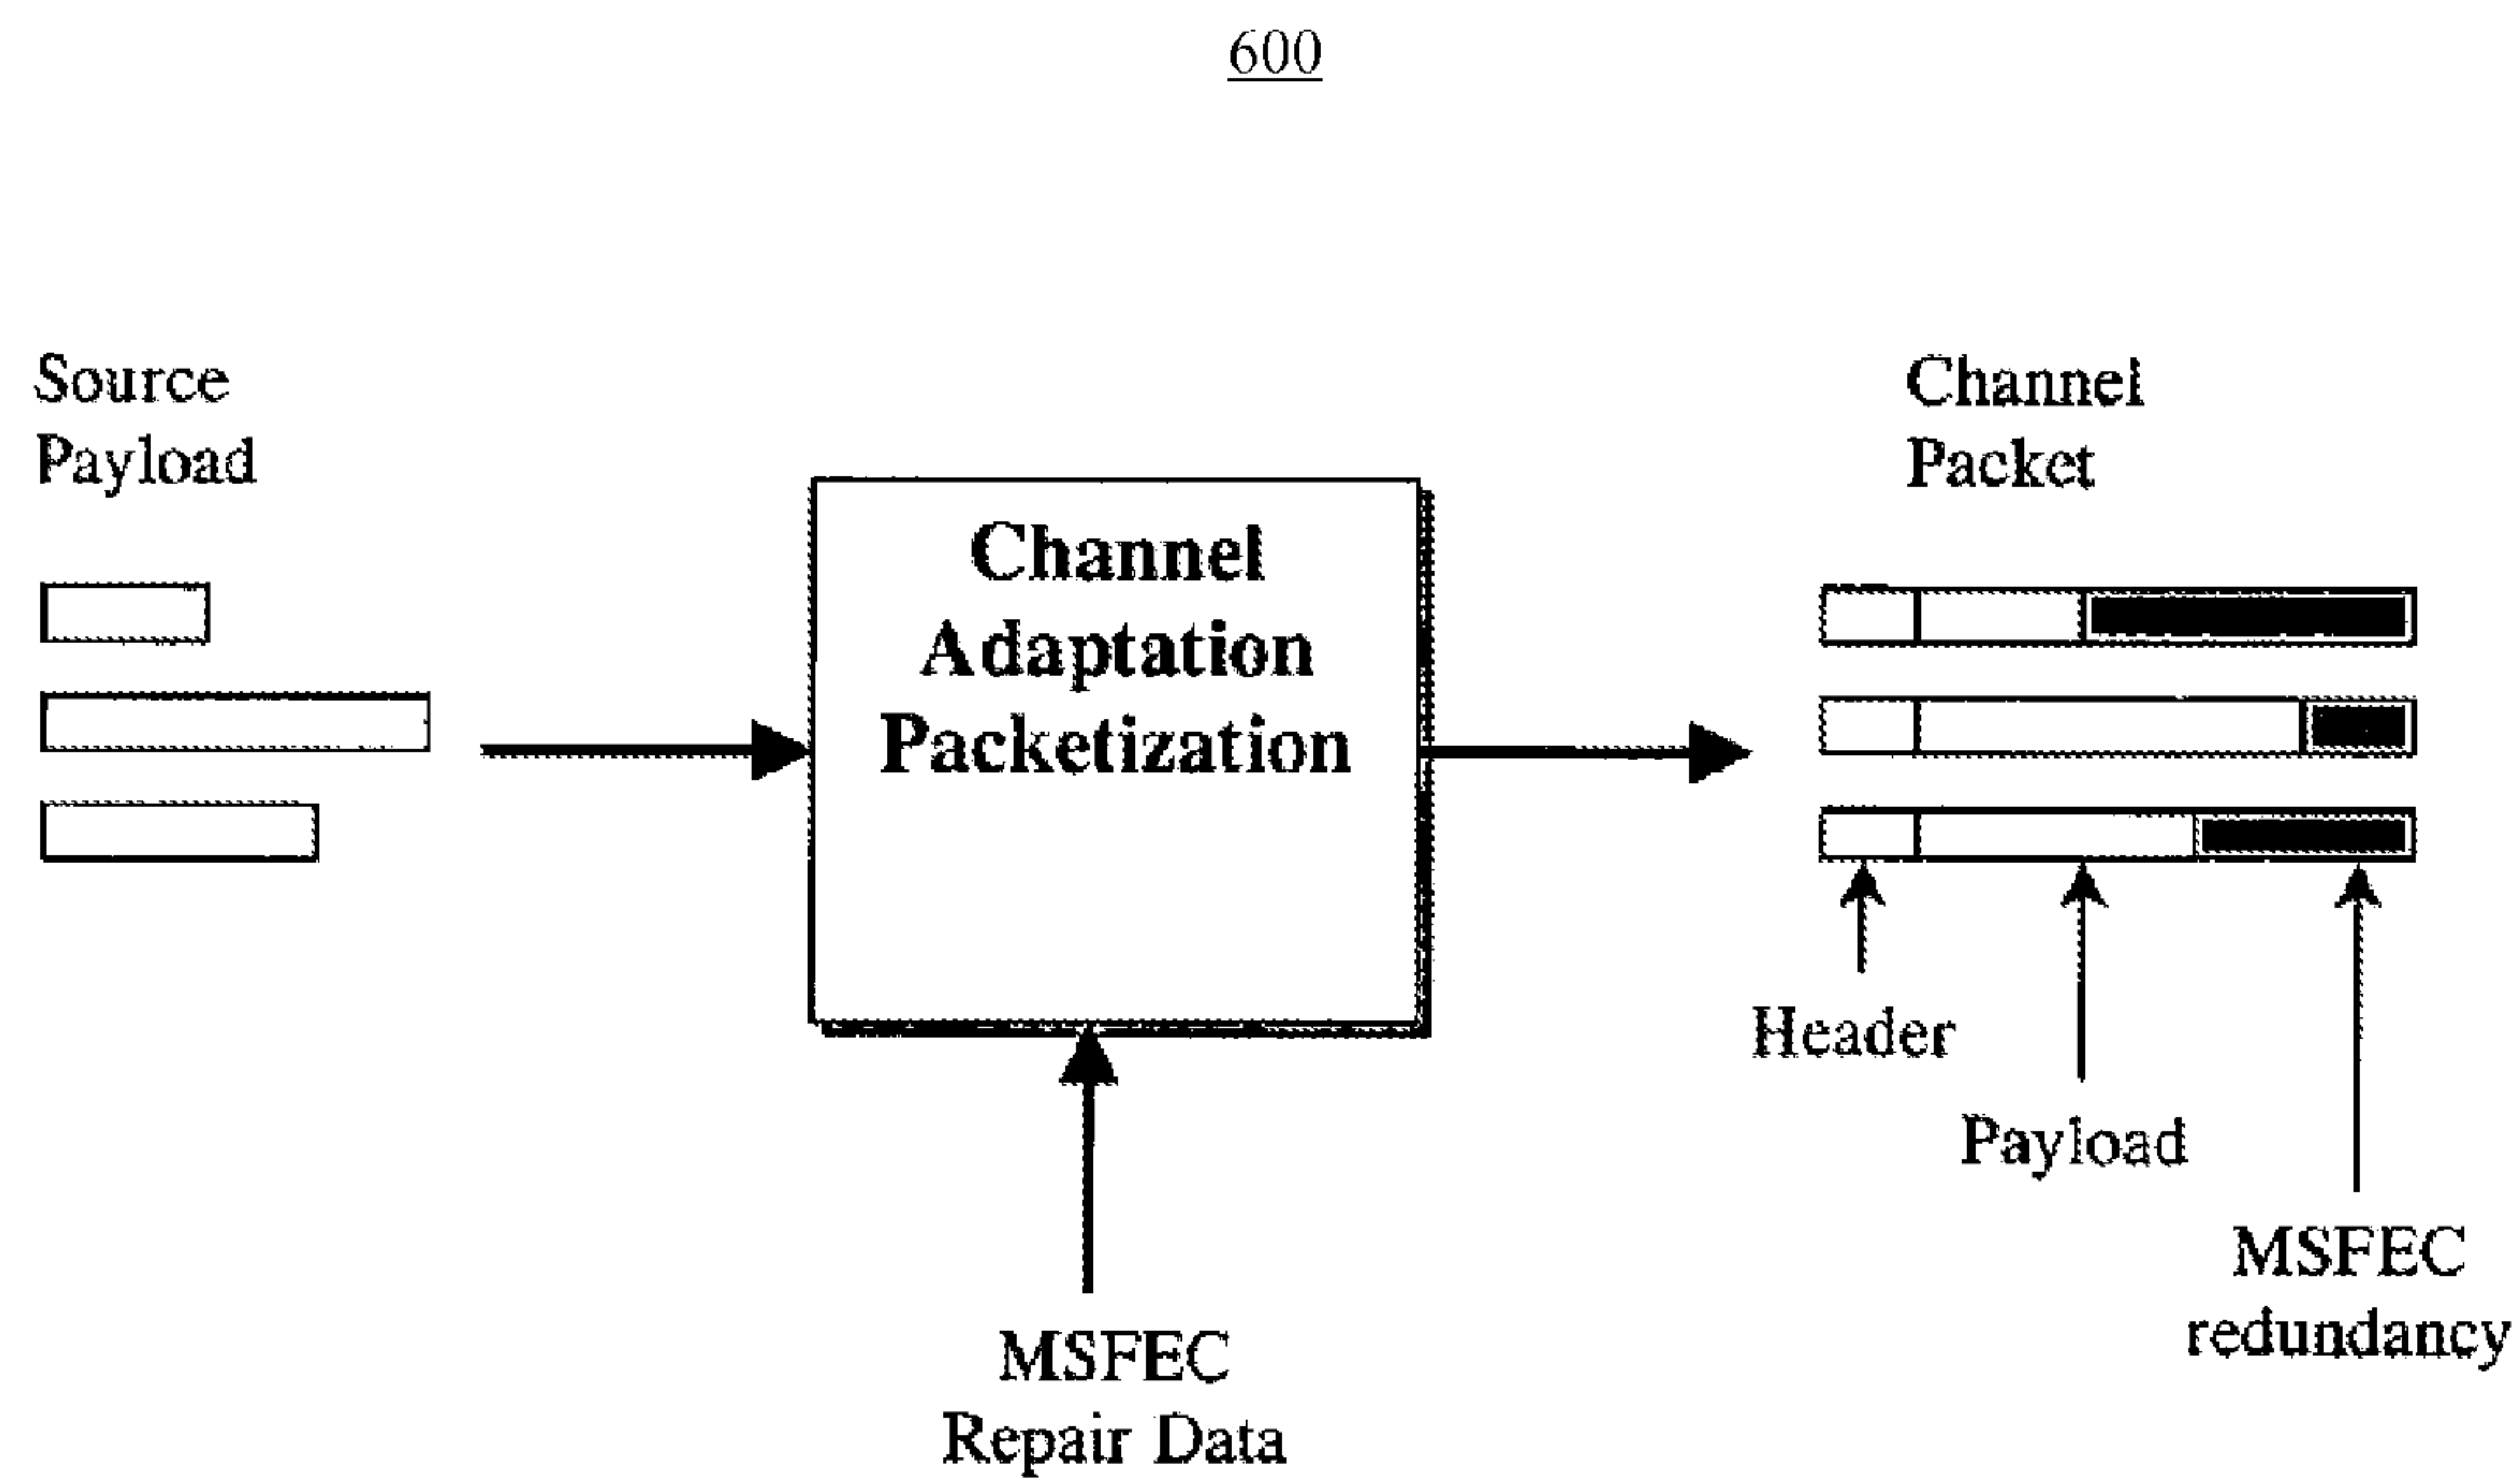 600
Source
Payload
Channel
Adaptation
Packetization
Channel
Packet
Header
Payload
MSFEC
redundancy
MSFEC
Repair Data